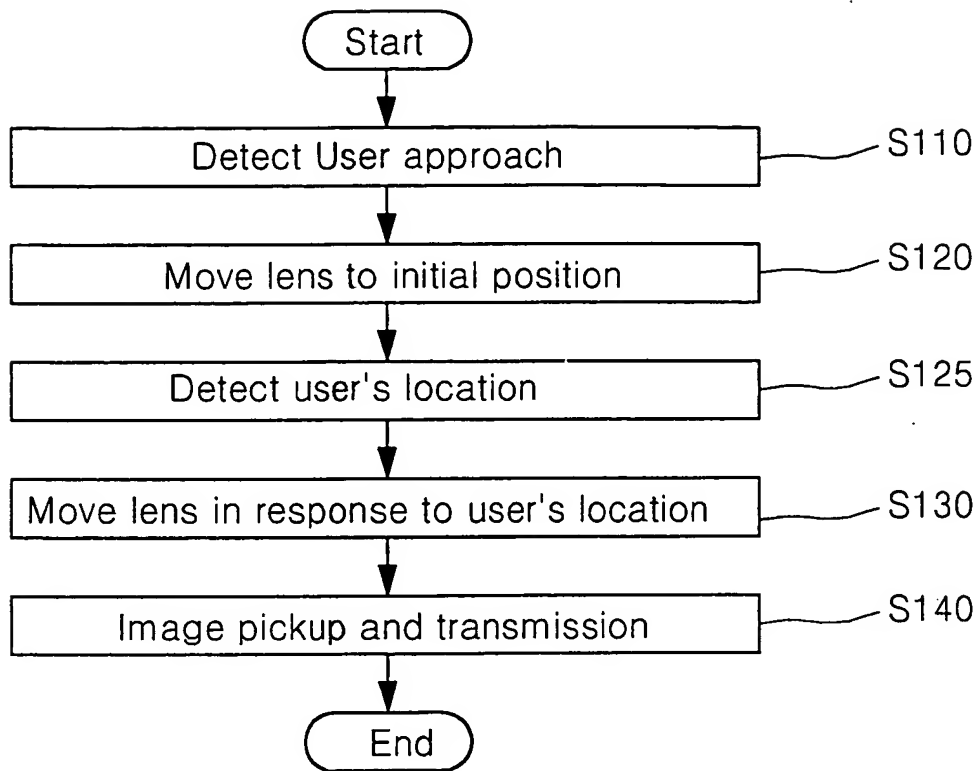 Start
Detect User approach
S110
Move lens to initial position
S120
Detect user's location
S125
Move lens in response to user's location
S130
Image pickup and transmission
S140
End